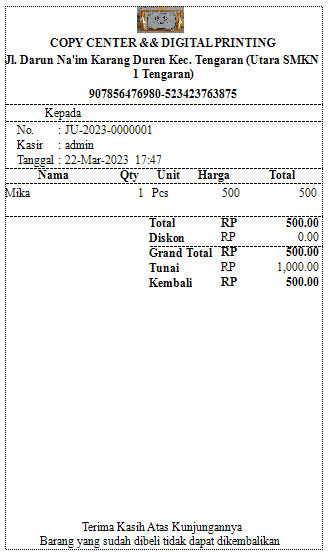 COPY CENTER && DIGITAL PRINTING
Jl. Darun Na'im Karang Duren Kec. Tengaran (Utara SMKN
1 Tengaran)
907856476980-523423763875
Kepada
No. : JU-2023-0000001
Kasir : admin
Tanggal : 22-Mar-2023 17:47
Nama Qty Unit Harga Total
Mika 1 Pcs 500 500
Total RP 500.00
Diskon RP 0.00
Grand Total RP 500.00
Tunai RP 1,000.00
Kembali RP 500.00
Terima Kasih Atas Kunjungannya
Barang yang sudah dibeli tidak dapat dikembalikan